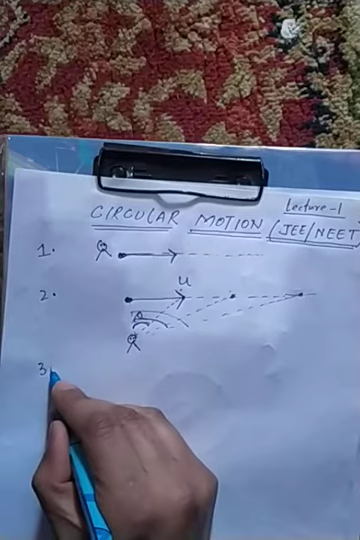 Lecture-1
CIRCULAR MOTION (JEE/NEET)
1.
2.
u
θ
3